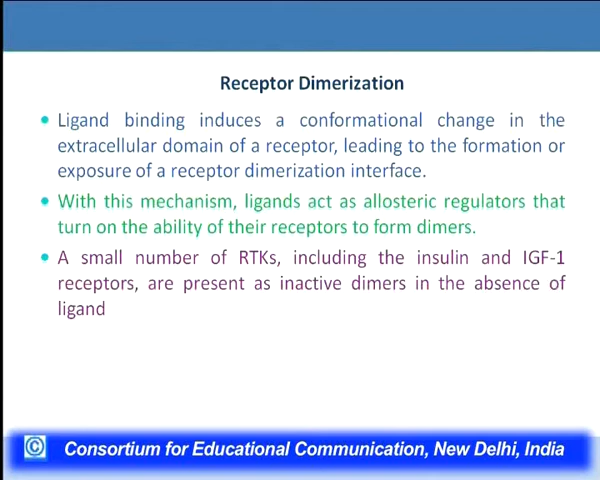 Receptor Dimerization
• Ligand binding induces a conformational change in the
extracellular domain of a receptor, leading to the formation or
exposure of a receptor dimerization interface.
• With this mechanism, ligands act as allosteric regulators that
turn on the ability of their receptors to form dimers.
• A small number of RTKs, including the insulin and IGF-1
receptors, are present as inactive dimers in the absence of
ligand
© Consortium for Educational Communication, New Delhi, India